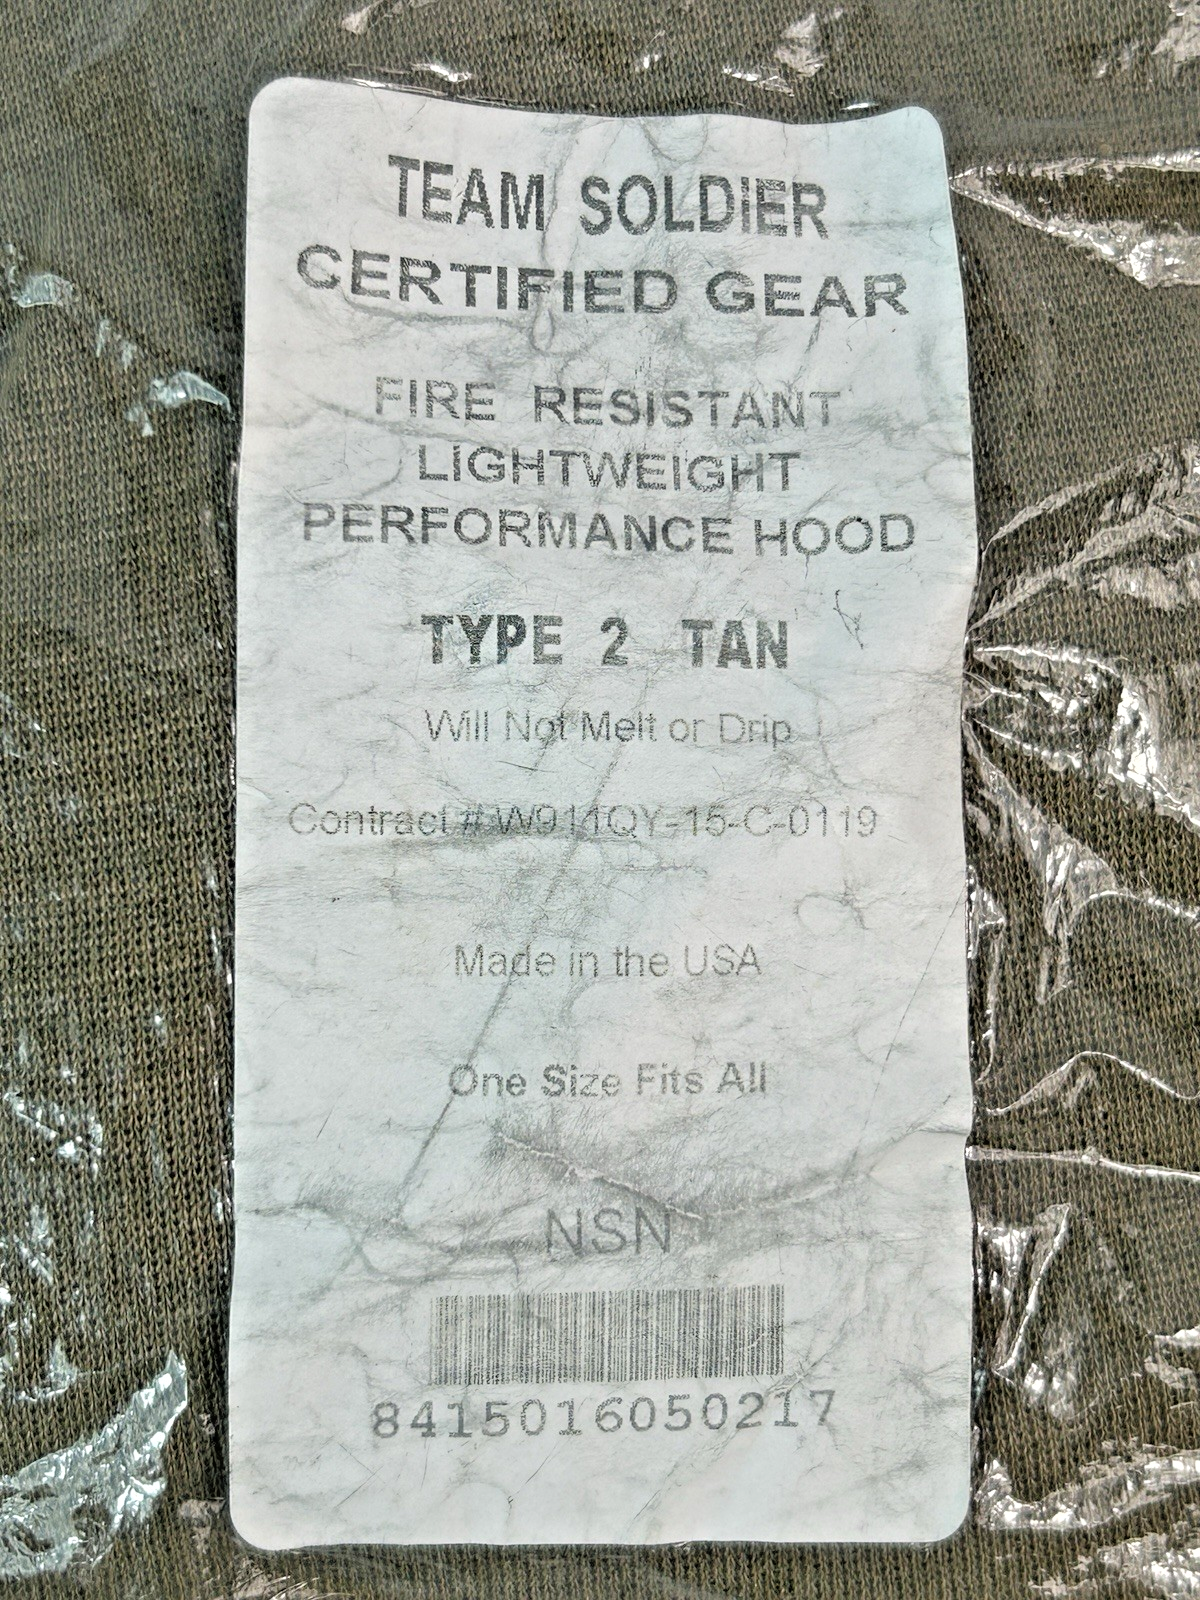 TEAM SOLDIER
CERTIFIED GEAR
FIRE RESISTANT
LIGHTWEIGHT
PERFORMANCE HOOD
TYPE 2 TAN
Will Not Melt or Drip
Contract # W911QY-15-C-0119
Made in the USA
One Size Fits All
NSN
8415016050217